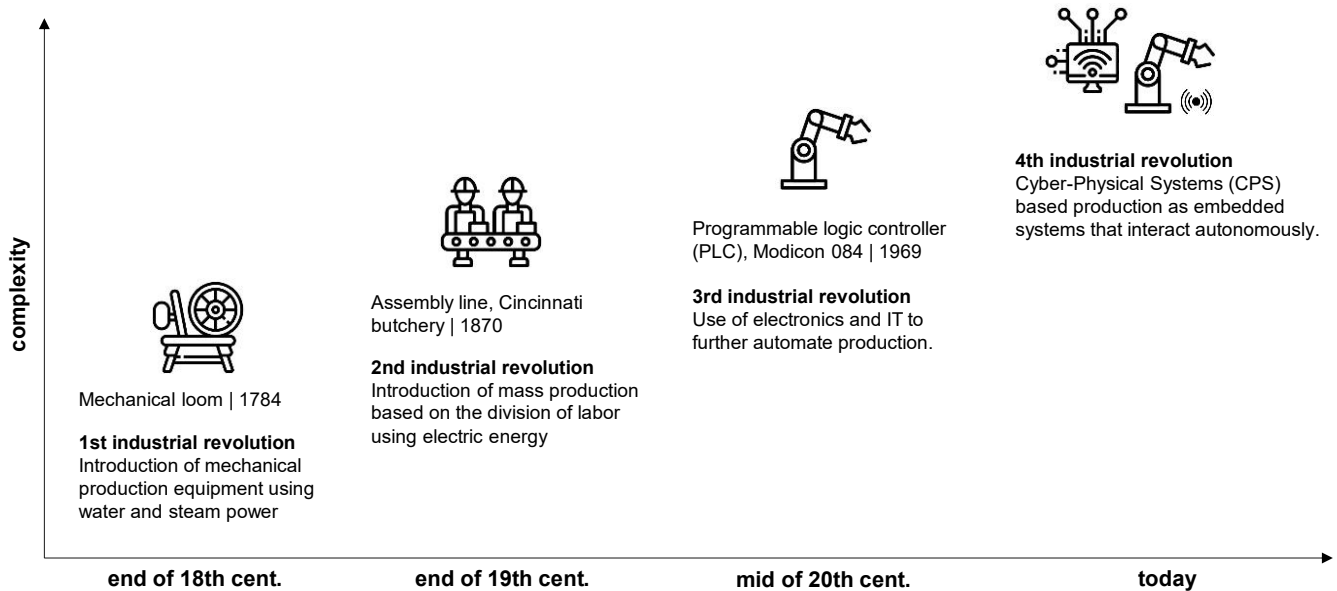 complexity
Mechanical loom | 1784
1st industrial revolution
Introduction of mechanical
production equipment using
water and steam power
Assembly line, Cincinnati
butchery | 1870
2nd industrial revolution
Introduction of mass production
based on the division of labor
using electric energy
Programmable logic controller
(PLC), Modicon 084 | 1969
3rd industrial revolution
Use of electronics and IT to
further automate production.
4th industrial revolution
Cyber-Physical Systems (CPS)
based production as embedded
systems that interact autonomously.
end of 18th cent.
end of 19th cent.
mid of 20th cent.
today